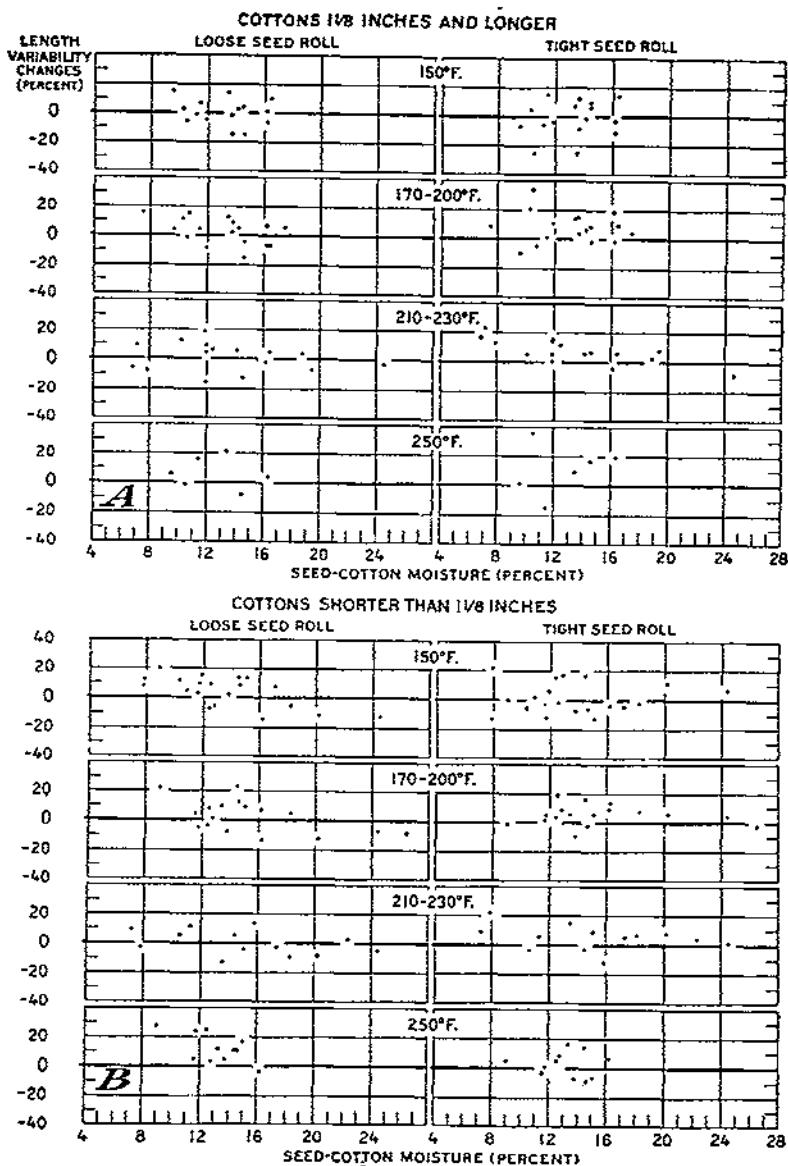 COTTONS 1 1/8 INCHES AND LONGER
LENGTH VARIABILITY CHANGES (PERCENT)
LOOSE SEED ROLL
TIGHT SEED ROLL
150°F.
0
-20
-40
170-200°F.
20
0
-20
-40
210-230°F.
20
0
-20
-40
250°F.
20
0
-20
-40
A
4 8 12 16 20 24 4 8 12 16 20 24 28
SEED-COTTON MOISTURE (PERCENT)
COTTONS SHORTER THAN 1 1/8 INCHES
LOOSE SEED ROLL
TIGHT SEED ROLL
40
150°F.
20
0
-20
-40
170-200°F.
20
0
-20
-40
210-230°F.
20
0
-20
-40
250°F.
20
0
B
-20
-40
4 8 12 16 20 24 4 8 12 16 20 24 28
SEED-COTTON MOISTURE (PERCENT)